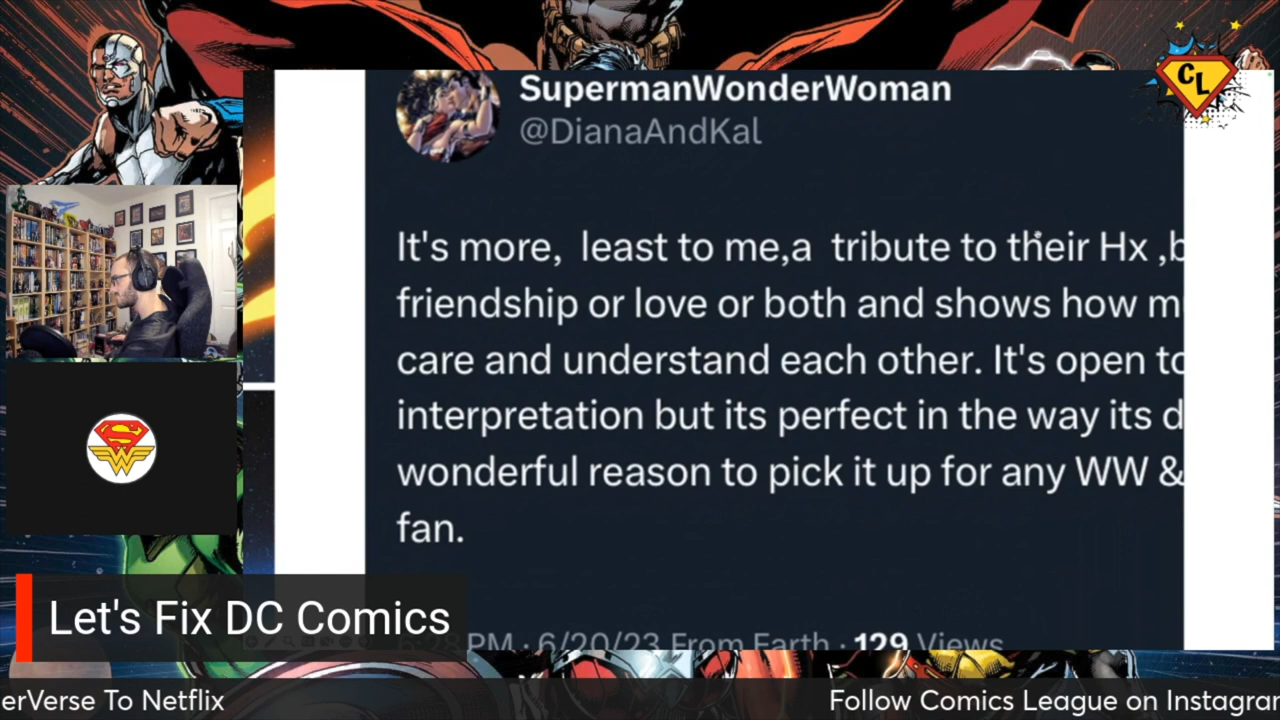 SupermanWonderWoman
@DianaAndKal
It's more, least to me,a tribute to their Hx ,
friendship or love or both and shows how
care and understand each other. It's open
interpretation but its perfect in the way its
wonderful reason to pick it up for any WW &
fan.
PM · 6/20/23 From Earth · 129 Views
CL
Let's Fix DC Comics
erVerse To Netflix
Follow Comics League on Instagra